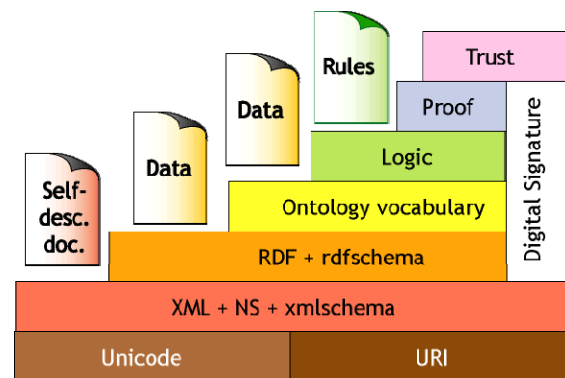 Trust
Rules
Proof
Data
Logic
Digital Signature
Data
Self-
desc.
doc.
Ontology vocabulary
RDF + rdfschema
XML + NS + xmlschema
Unicode
URI